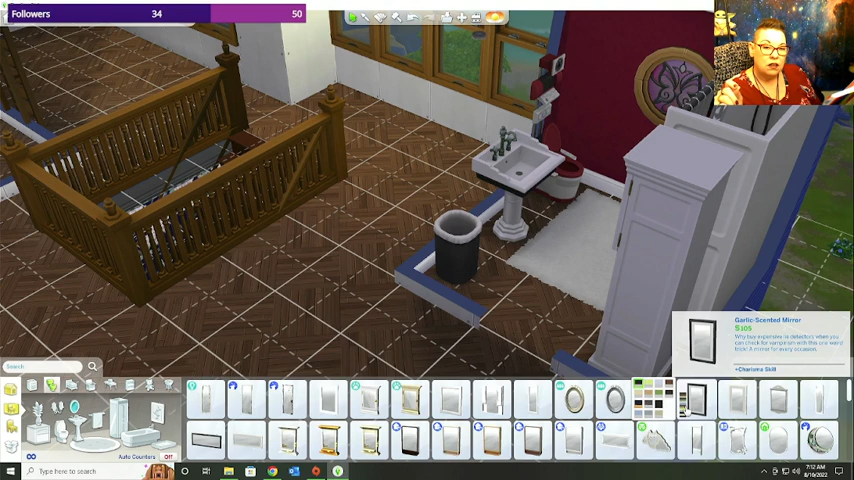 Followers 34 50
Garlic-Scented Mirror
§105
Why buy expensive is detectors when you
can check for vampirism with this one weird
trick! A mirror for every occasion.
+Charisma Skill
Search
Auto Counters Off
Type here to search
7:12 AM
8/10/2022